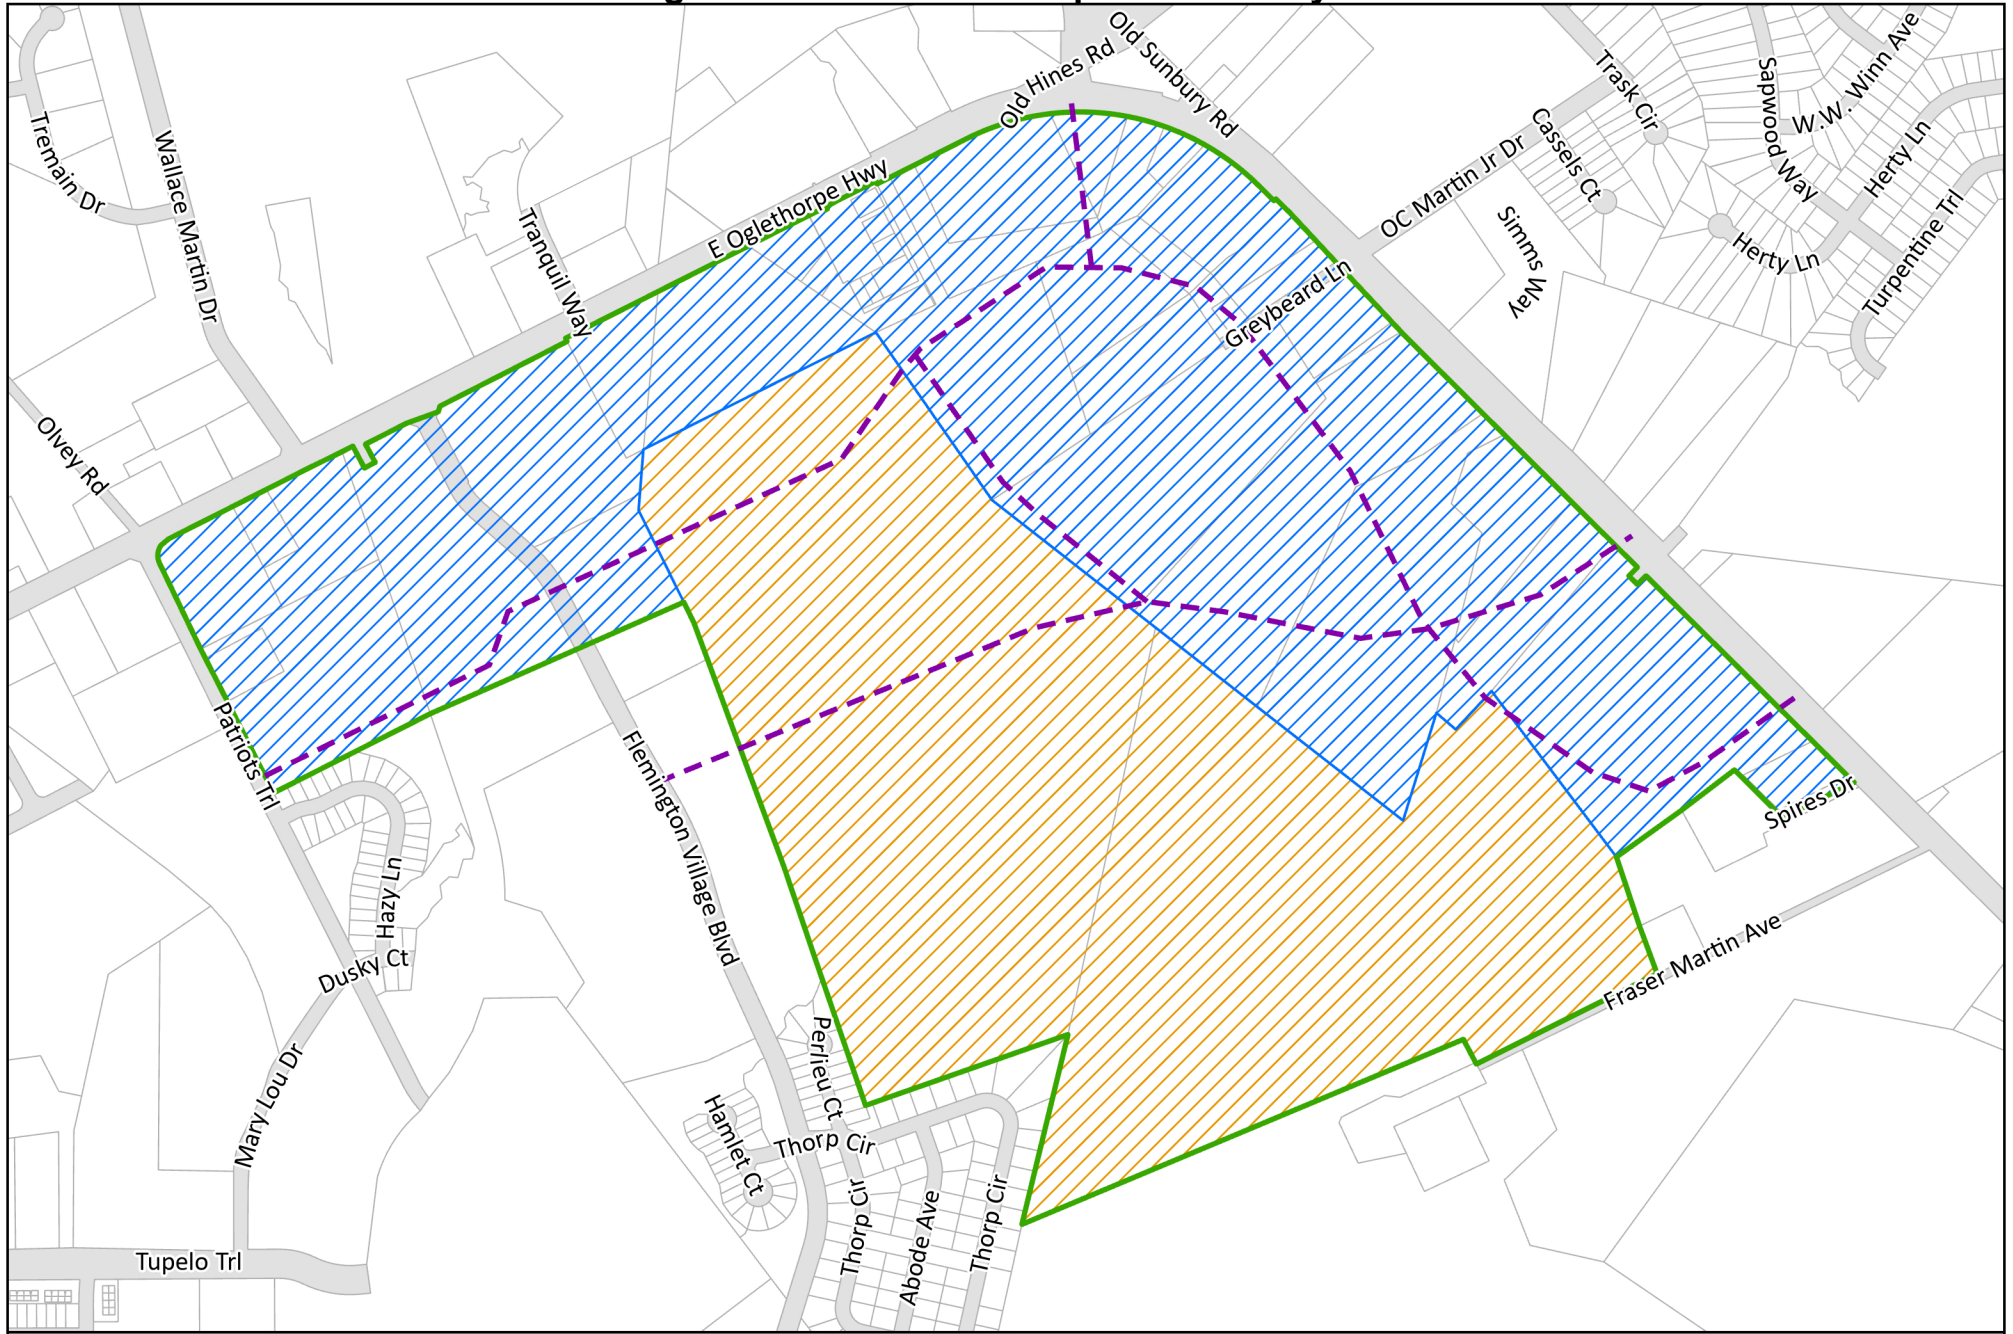 Old Hines Rd
Old Sunbury Rd
Trask Cir
Sapwood Way
W.W. Winn Ave
Tremain Dr
Wallace Martin Dr
Cassels Ct
Herty Ln
OC Martin Jr Dr
E Oglethorpe Hwy
Tranquil Way
Simms Way
Herty Ln
Turpentine Trl
Greybeard Ln
Olvey Rd
Patriots Trl
Flemington Village Blvd
Spires Dr
Hazy Ln
Dusky Ct
Fraser Martin Ave
Mary Lou Dr
Perlieu Ct
Hamlet Ct
Thorp Cir
Thorp Cir
Abode Ave
Thorp Cir
Tupelo Trl